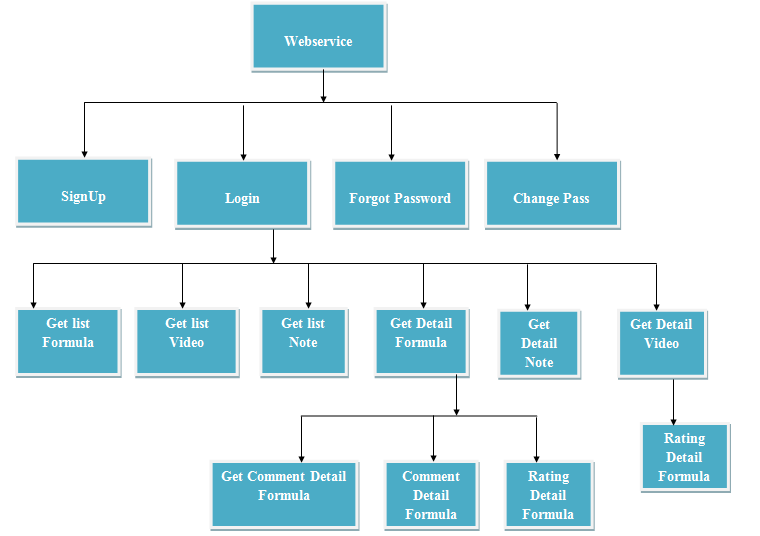 Webservice
SignUp
Login
Forgot Password
Change Pass
Get list
Formula
Get list
Video
Get list
Note
Get Detail
Formula
Get
Detail
Note
Get Detail
Video
Get Comment Detail
Formula
Comment
Detail
Formula
Rating
Detail
Formula
Rating
Detail
Formula